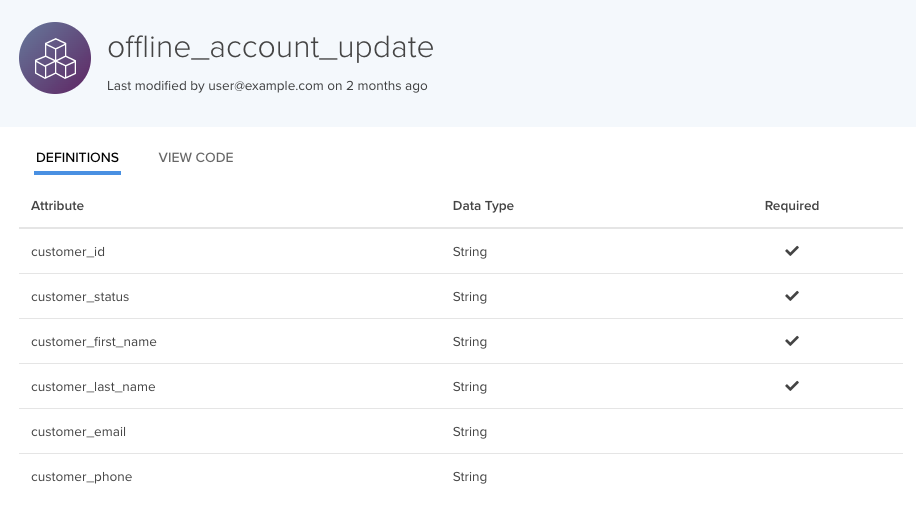 offline_account_update
Last modified by user@example.com on 2 months ago
DEFINITIONS VIEW CODE
Attribute Data Type Required
customer_id String
customer_status String
customer_first_name String
customer_last_name String
customer_email String
customer_phone String